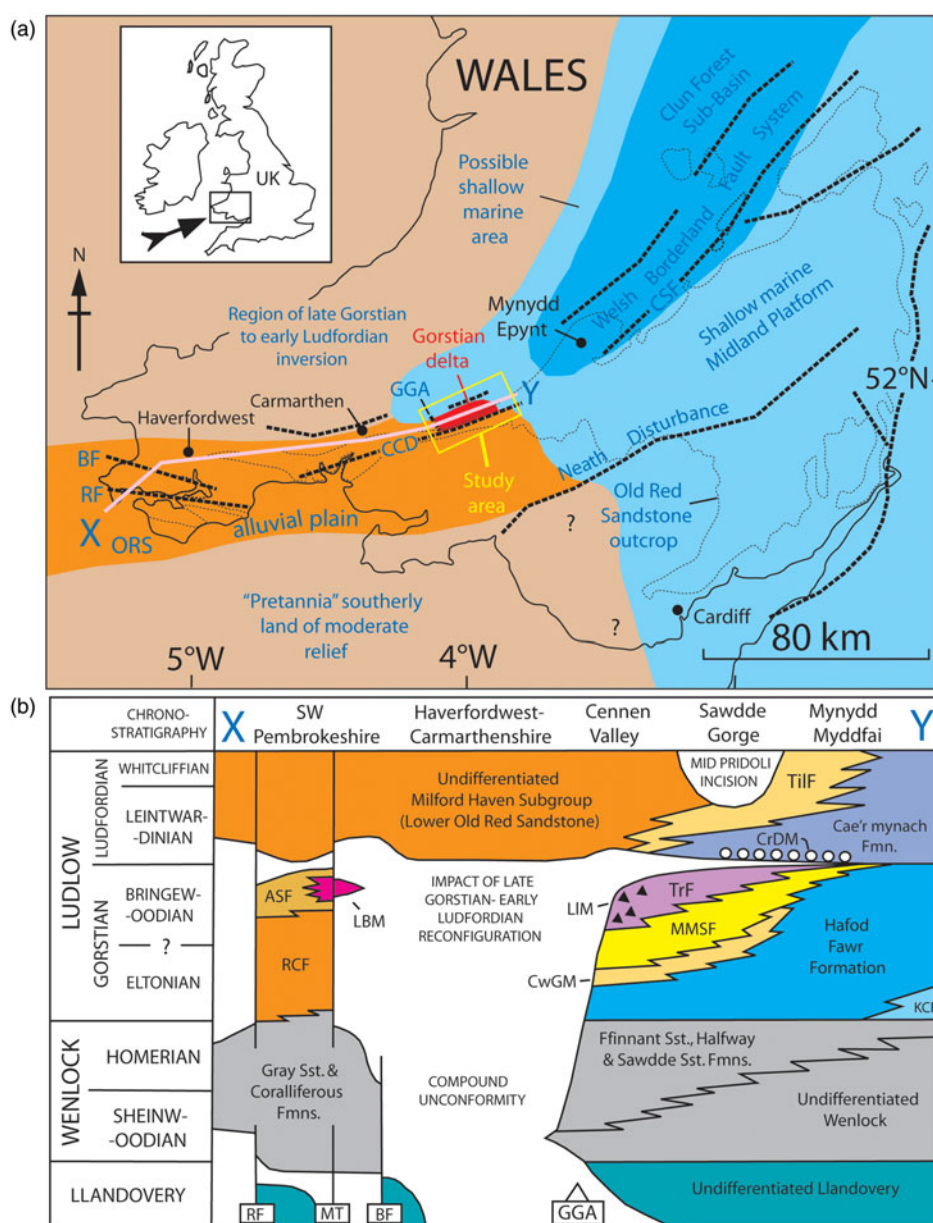 (a)
WALES
UK
N
Clun Forest
Sub-Basin
Welsh Borderland Fault System
CSF
Possible
shallow
marine
area
Mynydd
Epynt
Shallow marine
Midland Platform
52°N
Region of late Gorstian
to early Ludfordian
inversion
Gorstian
delta
GGA
Y
Haverfordwest
Carmarthen
CCD
Neath Disturbance
Study
area
BF
RF
X
ORS
alluvial plain
?
Old Red
Sandstone
outcrop
"Pretannia" southerly
land of moderate
relief
?
Cardiff
5°W
4°W
80 km
(b)
CHRONO-
STRATIGRAPHY
X
SW
Pembrokeshire
Haverfordwest-
Carmarthenshire
Cennen
Valley
Sawdde
Gorge
Mynydd
Myddfai
Y
LUDLOW
LUDFORDIAN
WHITCLIFFIAN
LEINTWAR-
DINIAN
GORSTIAN
BRINGEW-
OODIAN
?
ELTONIAN
WENLOCK
HOMERIAN
SHEINW-
OODIAN
LLANDOVERY
Undifferentiated
Milford Haven Subgroup
(Lower Old Red Sandstone)
MID PRIDOLI
INCISION
TilF
CrDM
Cae'r mynach
Fmn.
ASF
LBM
RCF
IMPACT OF LATE
GORSTIAN- EARLY
LUDFORDIAN
RECONFIGURATION
LIM
TrF
MMSF
CwGM
Hafod
Fawr
Formation
Gray Sst. &
Coralliferous
Fmns.
COMPOUND
UNCONFORMITY
Ffinnant Sst., Halfway
& Sawdde Sst. Fmns.
Undifferentiated
Wenlock
Undifferentiated Llandovery
RF
MT
BF
GGA